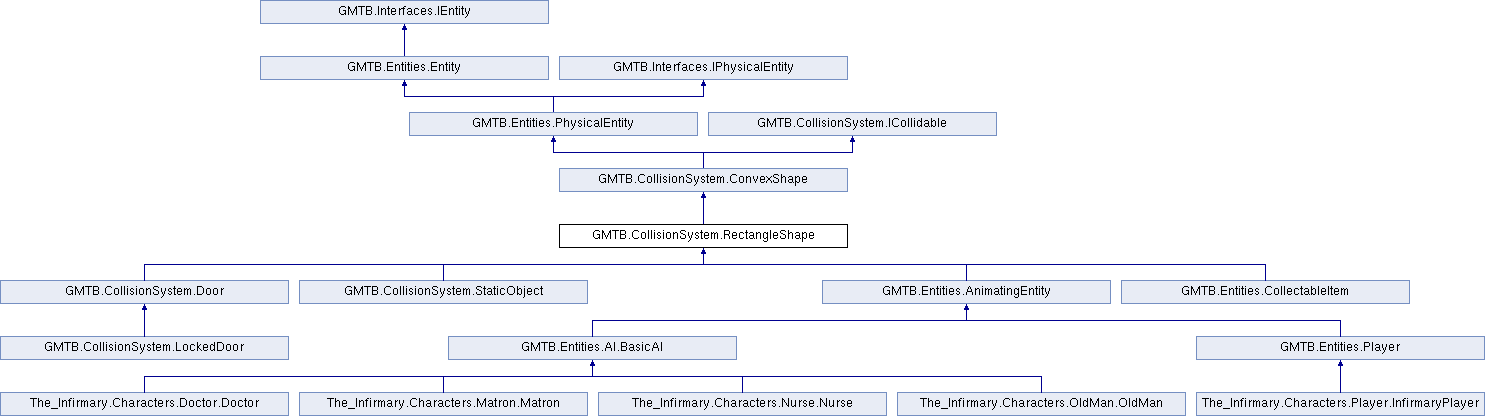 GMTB.Interfaces.IEntity
GMTB.Entities.Entity
GMTB.Interfaces.IPhysicalEntity
GMTB.Entities.PhysicalEntity
GMTB.CollisionSystem.ICollidable
GMTB.CollisionSystem.ConvexShape
GMTB.CollisionSystem.RectangleShape
GMTB.CollisionSystem.Door
GMTB.CollisionSystem.StaticObject
GMTB.Entities.AnimatingEntity
GMTB.Entities.CollectableItem
GMTB.CollisionSystem.LockedDoor
GMTB.Entities.AI.BasicAI
GMTB.Entities.Player
The_Infirmary.Characters.Doctor.Doctor
The_Infirmary.Characters.Matron.Matron
The_Infirmary.Characters.Nurse.Nurse
The_Infirmary.Characters.OldMan.OldMan
The_Infirmary.Characters.Player.InfirmaryPlayer